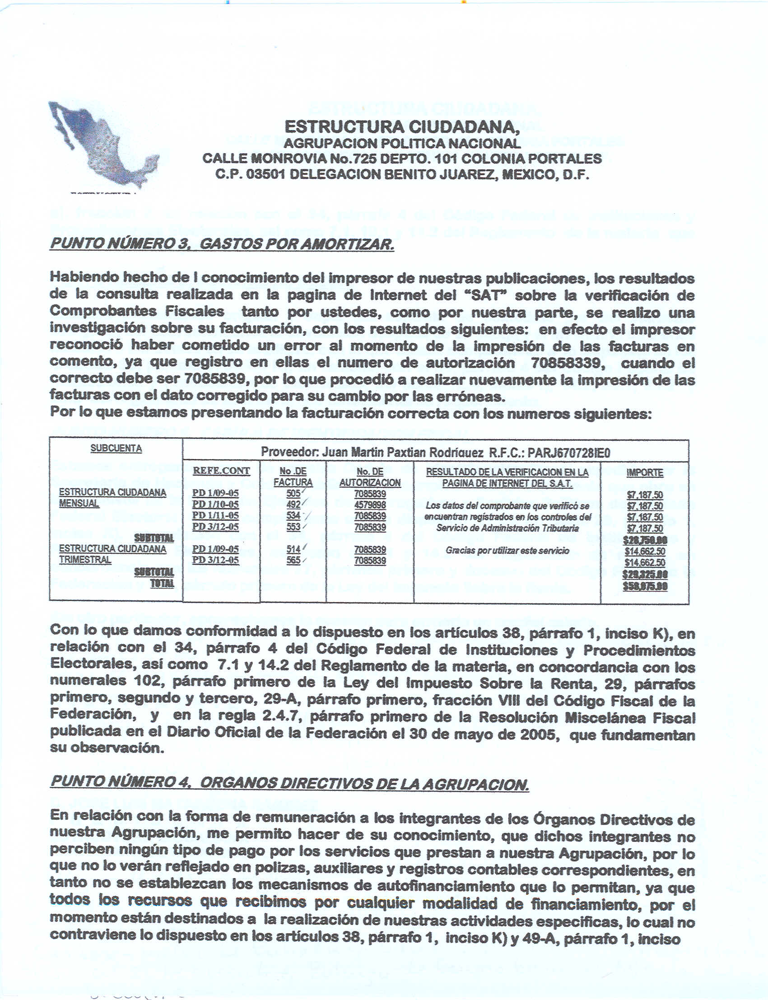 ESTRUCTURA CIUDADANA,
AGRUPACION POLITICA NACIONAL
CALLE MONROVIA No.725 DEPTO. 101 COLONIA PORTALES
C.P. 03501 DELEGACION BENITO JUAREZ, MEXICO, D.F.
PUNTO NÚMERO 3, GASTOS POR AMORTIZAR.
Habiendo hecho de l conocimiento del impresor de nuestras publicaciones, los resultados
de la consulta realizada en la pagina de Internet del “SAT” sobre la verificación de
Comprobantes Fiscales tanto por ustedes, como por nuestra parte, se realizo una
investigación sobre su facturación, con los resultados siguientes: en efecto el impresor
reconoció haber cometido un error al momento de la impresión de las facturas en
comento, ya que registro en ellas el numero de autorización 70858339, cuando el
correcto debe ser 7085839, por lo que procedió a realizar nuevamente la impresión de las
facturas con el dato corregido para su cambio por las erróneas.
Por lo que estamos presentando la facturación correcta con los numeros siguientes:
SUBCUENTA Proveedor: Juan Martin Paxtian Rodríguez R.F.C.: PARJ670728IE0
REFE.CONT No .DE No. DE RESULTADO DE LA VERIFICACION EN LA IMPORTE
FACTURA AUTORIZACION PAGINA DE INTERNET DEL S.A.T.
ESTRUCTURA CIUDADANA PD 1/09-05 505 7085839 $7,187.50
MENSUAL PD 1/10-05 492 4579898 Los datos del comprobante que verificó se $7,187.50
PD 1/11-05 534 7085839 encuentran registrados en los controles del $7,187.50
PD 3/12-05 553 7085839 Servicio de Administración Tributaria $7,187.50
SUBTOTAL $28,750.00
ESTRUCTURA CIUDADANA PD 1/09-05 514 7085839 Gracias por utilizar este servicio $14,662.50
TRIMESTRAL PD 3/12-05 565 7085839 $14,662.50
SUBTOTAL $29,325.00
TOTAL $58,075.00
Con lo que damos conformidad a lo dispuesto en los artículos 38, párrafo 1, inciso K), en
relación con el 34, párrafo 4 del Código Federal de Instituciones y Procedimientos
Electorales, así como 7.1 y 14.2 del Reglamento de la materia, en concordancia con los
numerales 102, párrafo primero de la Ley del Impuesto Sobre la Renta, 29, párrafos
primero, segundo y tercero, 29-A, párrafo primero, fracción VIII del Código Fiscal de la
Federación, y en la regla 2.4.7, párrafo primero de la Resolución Miscelánea Fiscal
publicada en el Diario Oficial de la Federación el 30 de mayo de 2005, que fundamentan
su observación.
PUNTO NÚMERO 4, ORGANOS DIRECTIVOS DE LA AGRUPACION.
En relación con la forma de remuneración a los integrantes de los Órganos Directivos de
nuestra Agrupación, me permito hacer de su conocimiento, que dichos integrantes no
perciben ningún tipo de pago por los servicios que prestan a nuestra Agrupación, por lo
que no lo verán reflejado en polizas, auxiliares y registros contables correspondientes, en
tanto no se establezcan los mecanismos de autofinanciamiento que lo permitan, ya que
todos los recursos que recibimos por cualquier modalidad de financiamiento, por el
momento están destinados a la realización de nuestras actividades especificas, lo cual no
contraviene lo dispuesto en los artículos 38, párrafo 1, inciso K) y 49-A, párrafo 1, inciso